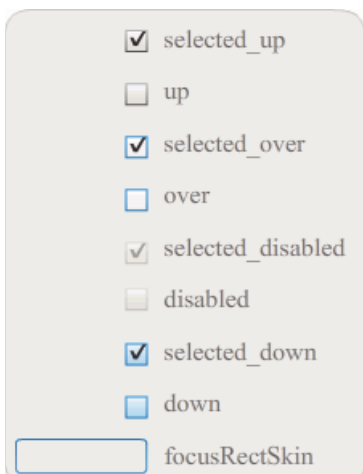 selected_up
up
selected_over
over
selected_disabled
disabled
selected_down
down
focusRectSkin